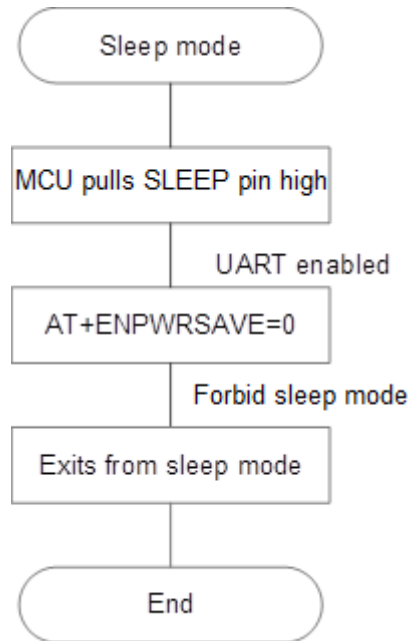 Sleep mode
MCU pulls SLEEP pin high
UART enabled
AT+ENPWRSAVE=0
Forbid sleep mode
Exits from sleep mode
End